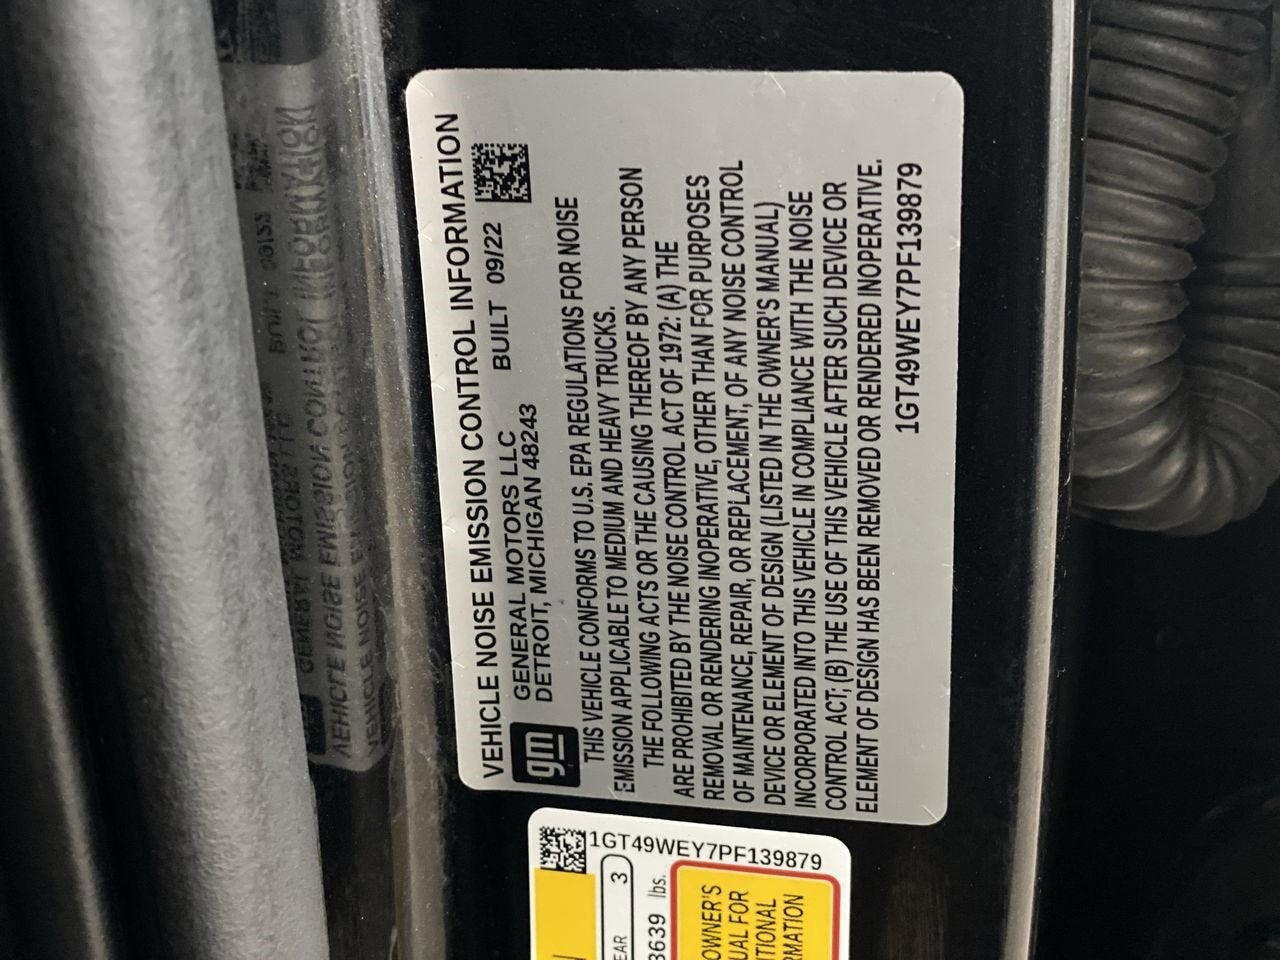 VEHICLE NOISE EMISSION CONTROL INFORMATION
gm
GENERAL MOTORS LLC BUILT 09/22
DETROIT, MICHIGAN 48243
THIS VEHICLE CONFORMS TO U.S. EPA REGULATIONS FOR NOISE
EMISSION APPLICABLE TO MEDIUM AND HEAVY TRUCKS.
THE FOLLOWING ACTS OR THE CAUSING THEREOF BY ANY PERSON
ARE PROHIBITED BY THE NOISE CONTROL ACT OF 1972: (A) THE
REMOVAL OR RENDERING INOPERATIVE, OTHER THAN FOR PURPOSES
OF MAINTENANCE, REPAIR, OR REPLACEMENT, OF ANY NOISE CONTROL
DEVICE OR ELEMENT OF DESIGN (LISTED IN THE OWNER'S MANUAL)
INCORPORATED INTO THIS VEHICLE IN COMPLIANCE WITH THE NOISE
CONTROL ACT; (B) THE USE OF THIS VEHICLE AFTER SUCH DEVICE OR
ELEMENT OF DESIGN HAS BEEN REMOVED OR RENDERED INOPERATIVE.
1GT49WEY7PF139879
1GT49WEY7PF139879
3
3639 lbs.
OWNER'S
FOR